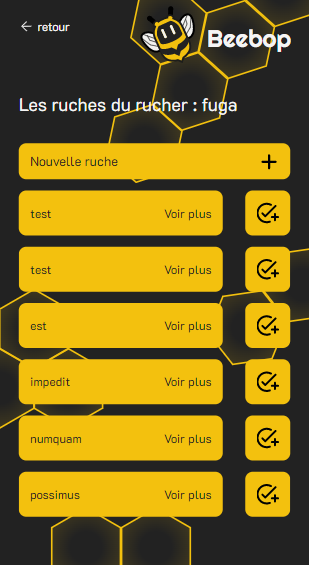 retour
Beebop
Les ruches du rucher : fuga
Nouvelle ruche
test Voir plus
test Voir plus
est Voir plus
impedit Voir plus
numquam Voir plus
possimus Voir plus